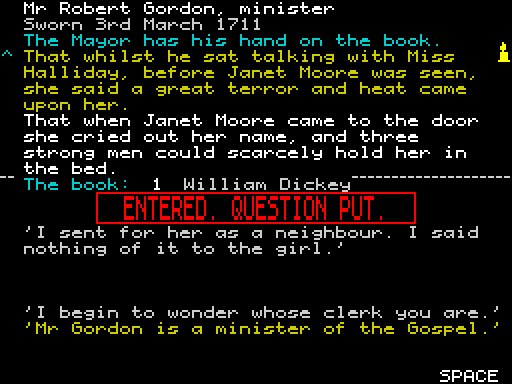 Mr Robert Gordon, minister
Sworn 3rd March 1711
The Mayor has his hand on the book.
^ That whilst he sat talking with Miss
Halliday, before Janet Moore was seen,
she said a great terror and heat came
upon her.
That when Janet Moore came to the door
she cried out her name, and three
strong men could scarcely hold her in
the bed.
The book: 1 William Dickey
ENTERED. QUESTION PUT.
'I sent for her as a neighbour. I said
nothing of it to the girl.'
'I begin to wonder whose clerk you are.'
'Mr Gordon is a minister of the Gospel.'
SPACE